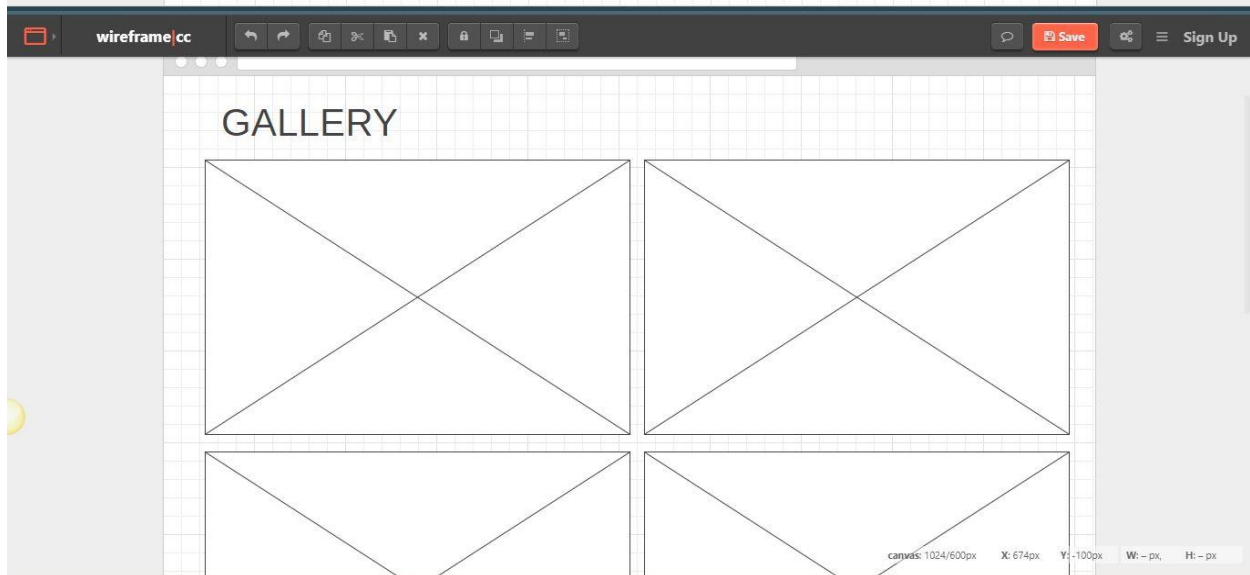 wireframe|cc Save Sign Up
GALLERY
canvas: 1024/600px X: 674px Y: -100px W: – px, H: – px